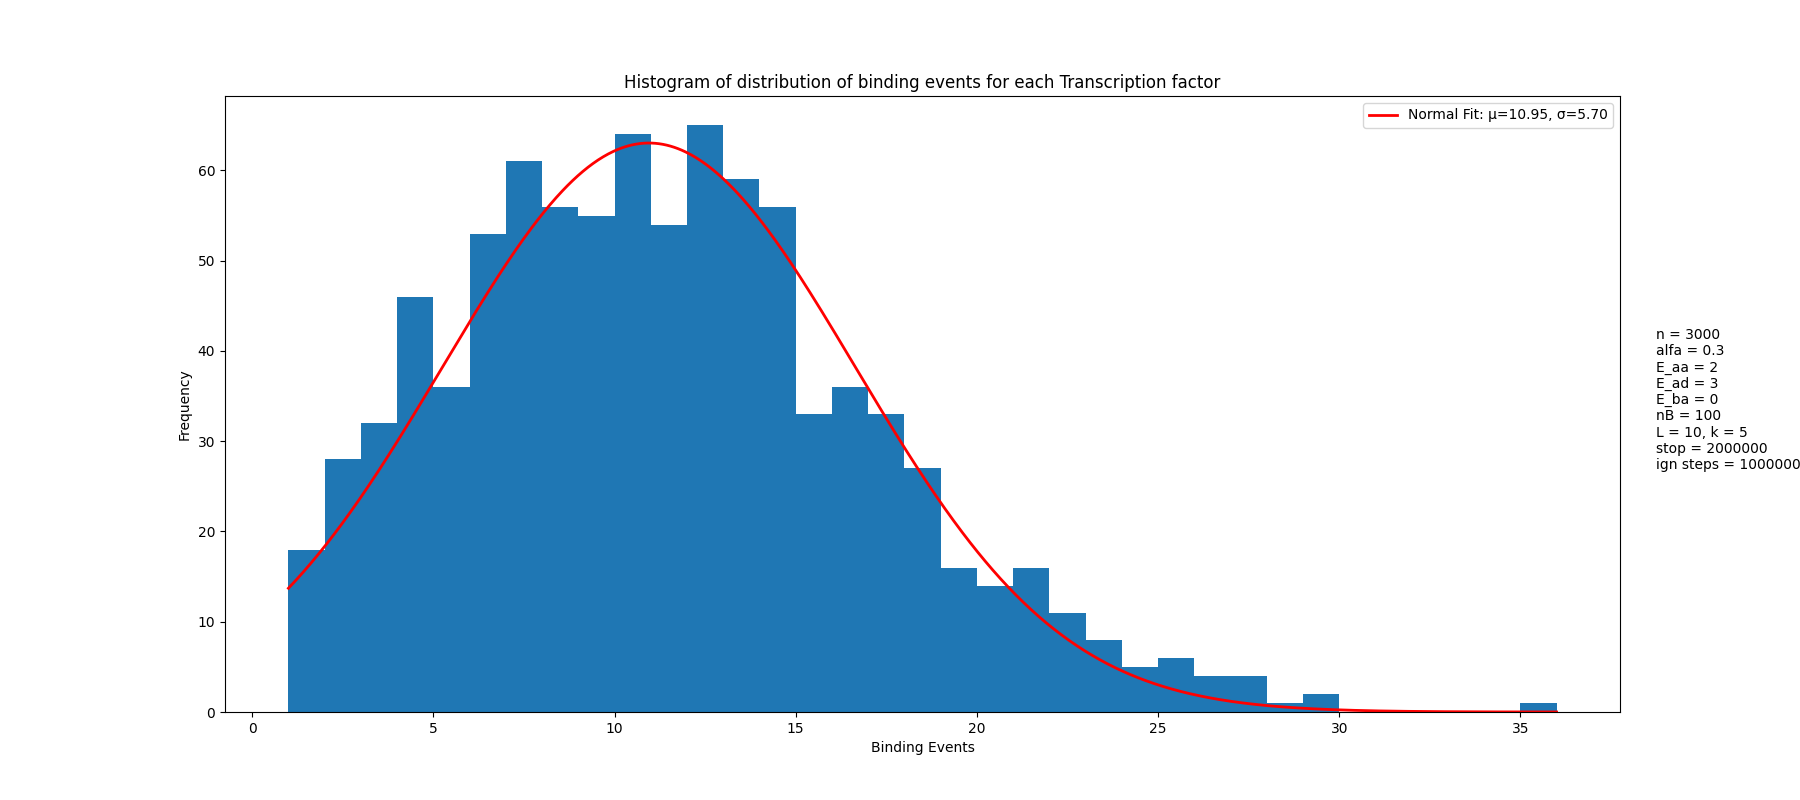 Histogram of distribution of binding events for each Transcription factor
Normal Fit: μ=10.95, σ=5.70
60
50
40
30
20
10
0
Frequency
0 5 10 15 20 25 30 35
Binding Events
n = 3000
alfa = 0.3
E_aa = 2
E_ad = 3
E_ba = 0
nB = 100
L = 10, k = 5
stop = 2000000
ign steps = 1000000